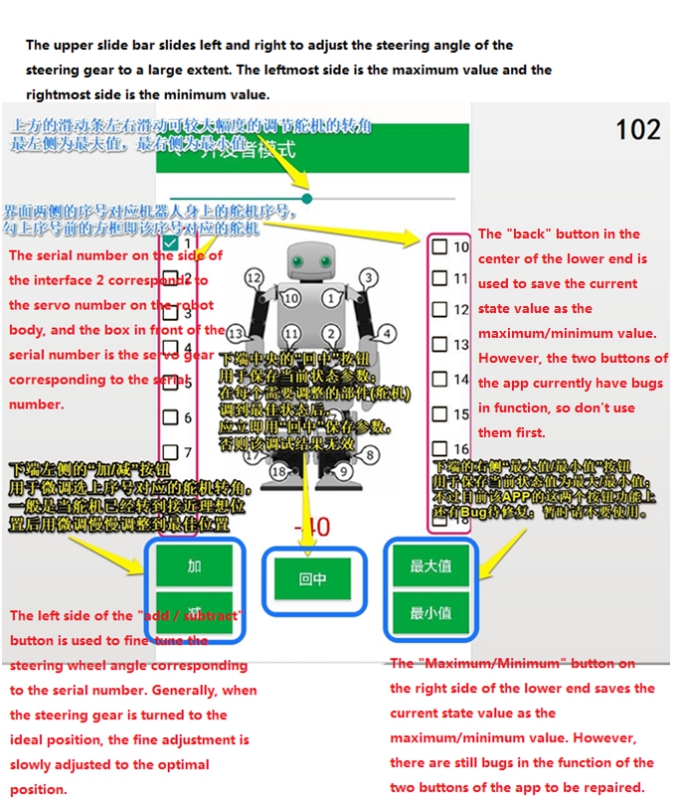 The upper slide bar slides left and right to adjust the steering angle of the
steering gear to a large extent. The leftmost side is the maximum value and the
rightmost side is the minimum value.
102
上方的滑动条左右滑动可较大幅度的调节舵机的转角
最左侧为最大值，最右侧为最小值
开发者模式
界面两侧的序号对应机器人身上的舵机序号，
勾上序号前的方框即该序号对应的舵机
The serial number on the side of
the interface 2 corresponds to
the servo number on the robot
body, and the box in front of the
serial number is the servo gear
corresponding to the serial
number.
1
2
3
4
5
6
7
12
3
10
1
13
11
2
4
17
8
18
9
10
11
12
13
14
15
16
18
The "back" button in the
center of the lower end is
used to save the current
state value as the
maximum/minimum value.
However, the two buttons of
the app currently have bugs
in function, so don't use
them first.
下端中央的“回中”按钮
用于保存当前状态参数；
在每个需要调整的部件(舵机)
调到最佳状态后，
应立即用“回中”保存参数，
否则该调试结果无效
下端左侧的“加/减”按钮
用于微调选上序号对应的舵机转角，
一般是当舵机已经转到接近理想位
置后用微调慢慢调整到最佳位置
下端的右侧“最大值/最小值”按钮
用于保存当前状态值为最大/最小值；
不过目前该APP的这两个按钮功能上
还有Bug待修复；暂时请不要使用。
-40
加
减
回中
最大值
最小值
The left side of the "add / subtract"
button is used to fine-tune the
steering wheel angle corresponding
to the serial number. Generally, when
the steering gear is turned to the
ideal position, the fine adjustment is
slowly adjusted to the optimal
position.
The "Maximum/Minimum" button on
the right side of the lower end saves the
current state value as the
maximum/minimum value. However,
there are still bugs in the function of the
two buttons of the app to be repaired.